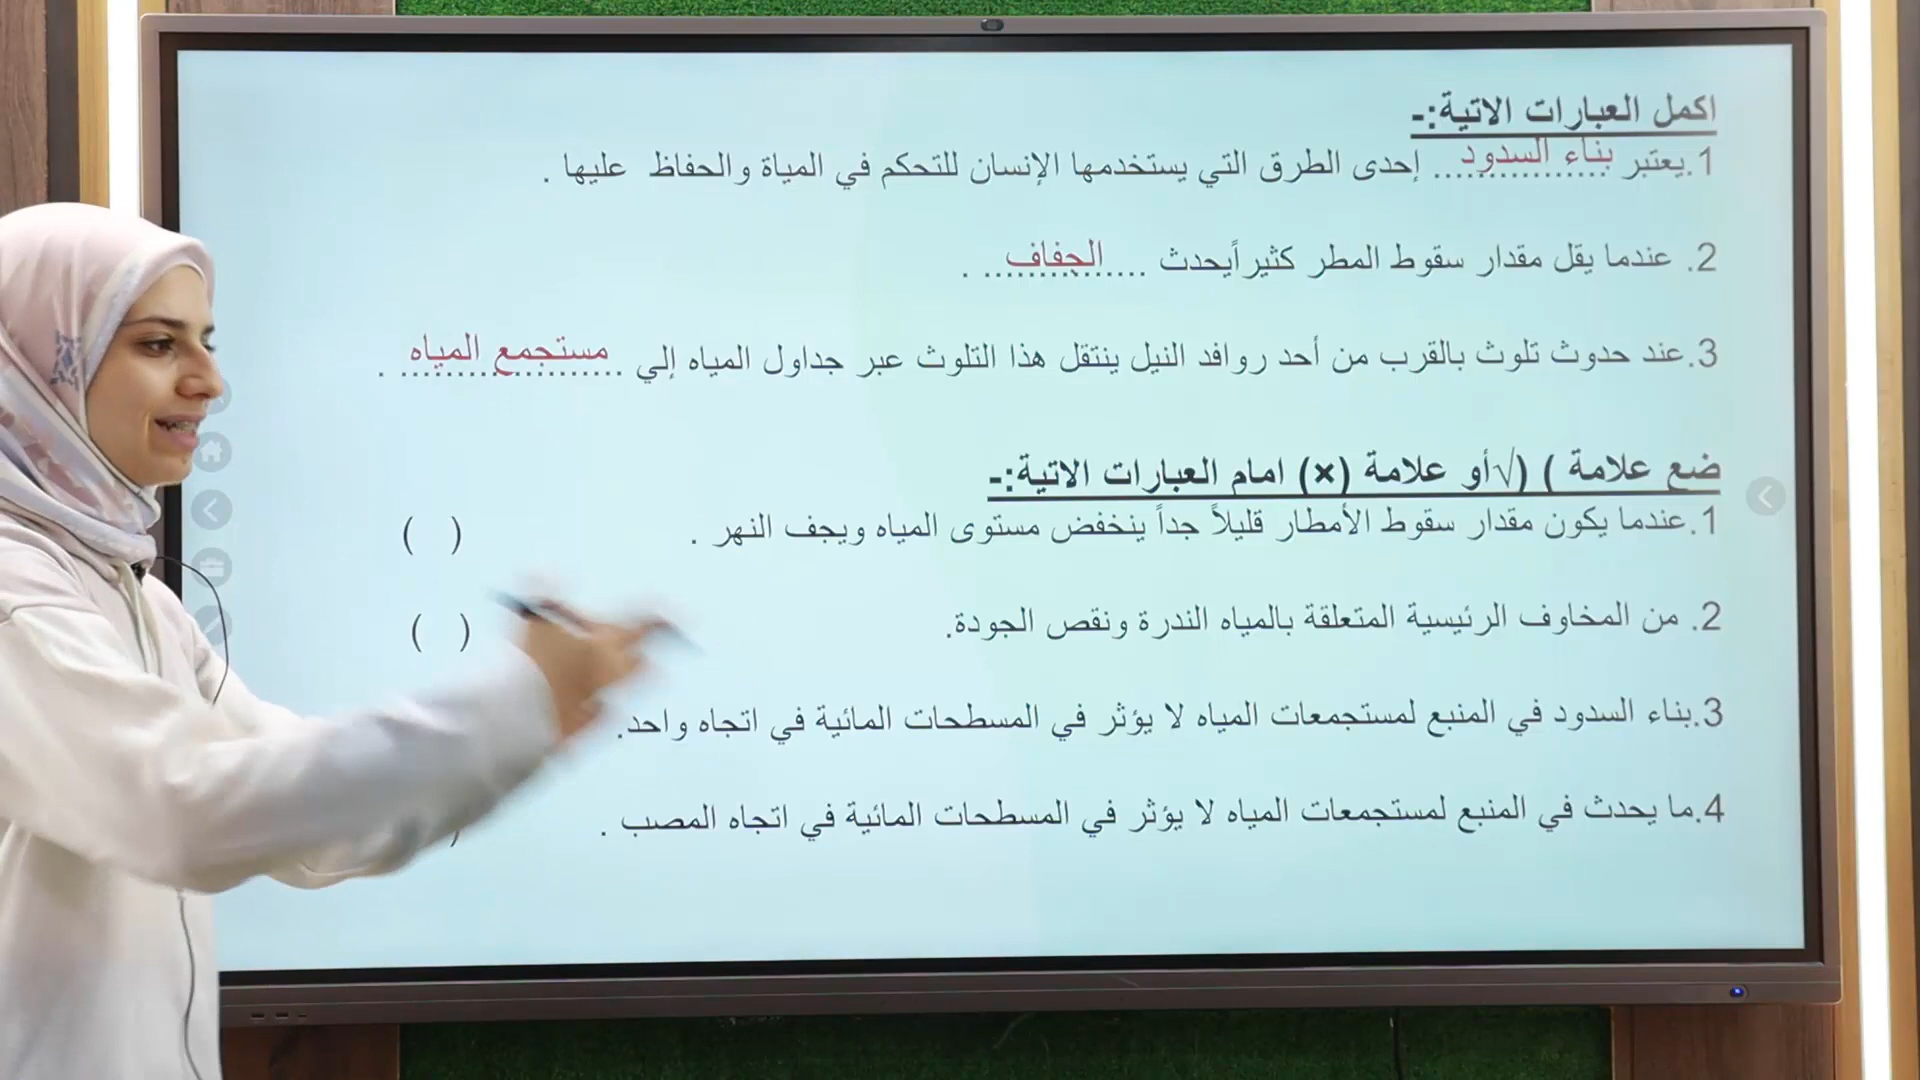 اكمل العبارات الاتية:-
1.يعتبر بناء السدود ................ إحدى الطرق التي يستخدمها الإنسان للتحكم في المياة والحفاظ عليها .
2. عندما يقل مقدار سقوط المطر كثيراًيحدث الجفاف ............... .
3.عند حدوث تلوث بالقرب من أحد روافد النيل ينتقل هذا التلوث عبر جداول المياه إلي مستجمع المياه .................... .
ضع علامة ) (√أو علامة (×) امام العبارات الاتية:-
1.عندما يكون مقدار سقوط الأمطار قليلاً جداً ينخفض مستوى المياه ويجف النهر . ( )
2. من المخاوف الرئيسية المتعلقة بالمياه الندرة ونقص الجودة. ( )
3.بناء السدود في المنبع لمستجمعات المياه لا يؤثر في المسطحات المائية في اتجاه واحد.
4.ما يحدث في المنبع لمستجمعات المياه لا يؤثر في المسطحات المائية في اتجاه المصب . )